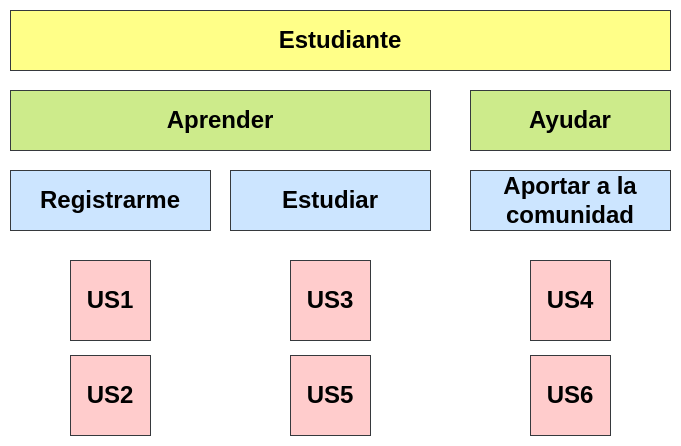 Estudiante
Aprender
Ayudar
Registrarme
Estudiar
Aportar a la
comunidad
US1
US3
US4
US2
US5
US6